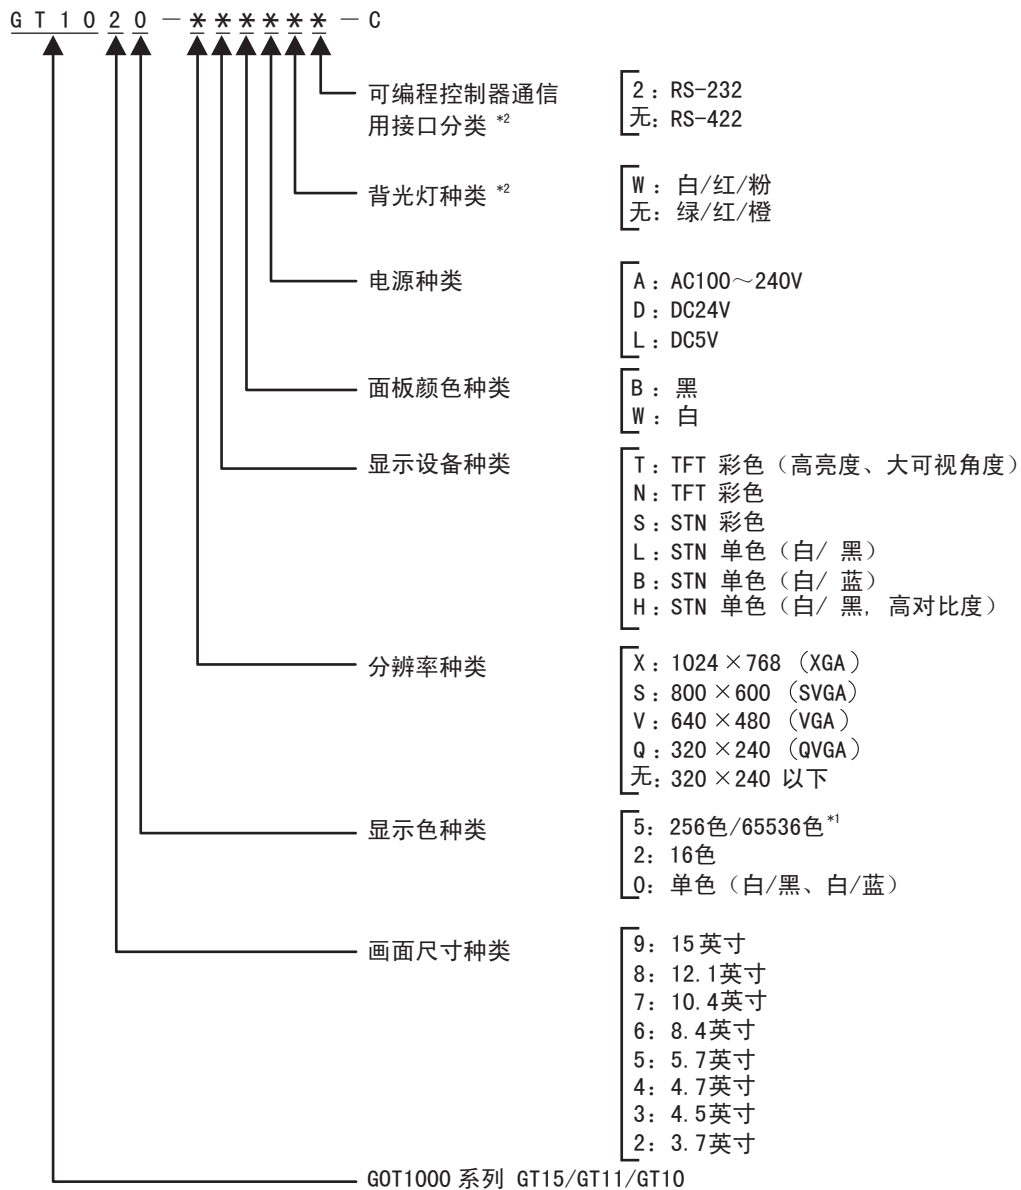 GT1020-******-C
可编程控制器通信
用接口分类 *2
2: RS-232
无: RS-422
背光灯种类 *2
W: 白/红/粉
无: 绿/红/橙
电源种类
A: AC100～240V
D: DC24V
L: DC5V
面板颜色种类
B: 黑
W: 白
显示设备种类
T: TFT 彩色（高亮度、大可视角度）
N: TFT 彩色
S: STN 彩色
L: STN 单色（白/ 黑）
B: STN 单色（白/ 蓝）
H: STN 单色（白/ 黑, 高对比度）
分辨率种类
X: 1024×768 （XGA）
S: 800×600 （SVGA）
V: 640×480 （VGA）
Q: 320×240 （QVGA）
无: 320×240 以下
显示色种类
5: 256色/65536色*1
2: 16色
0: 单色（白/黑、白/蓝）
画面尺寸种类
9: 15英寸
8: 12.1英寸
7: 10.4英寸
6: 8.4英寸
5: 5.7英寸
4: 4.7英寸
3: 4.5英寸
2: 3.7英寸
GOT1000 系列 GT15/GT11/GT10